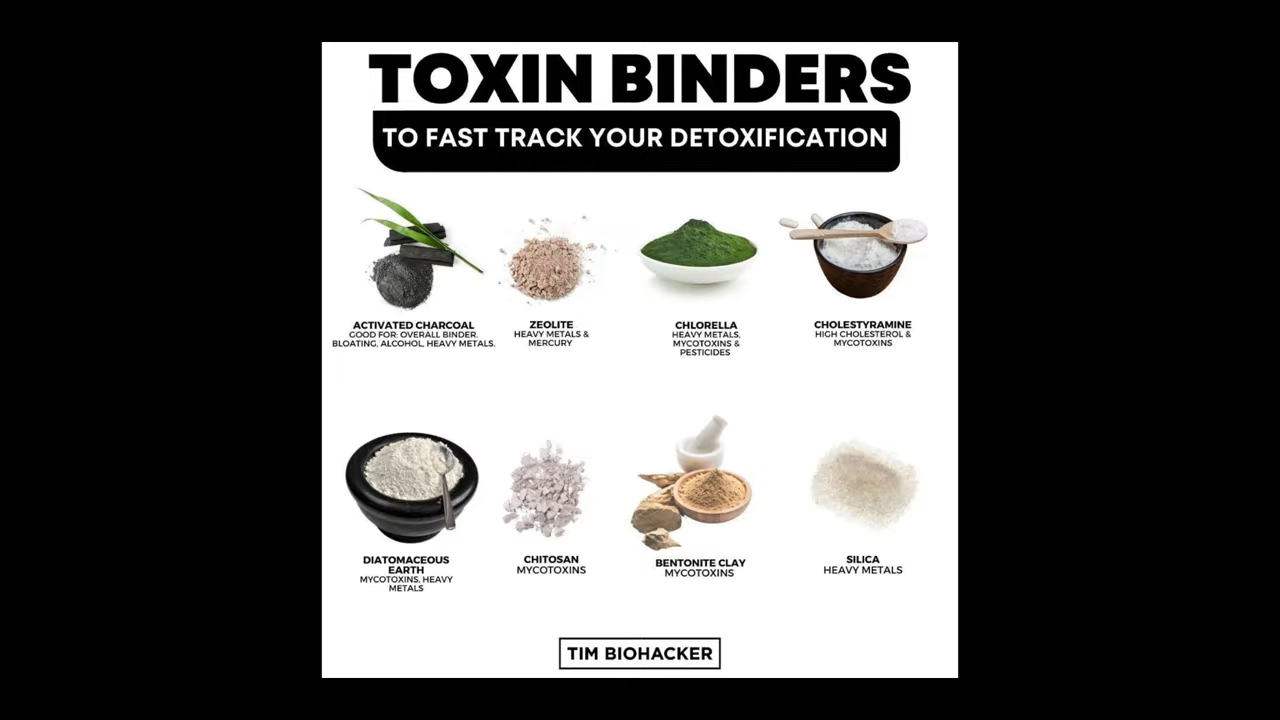 TOXIN BINDERS
TO FAST TRACK YOUR DETOXIFICATION
ACTIVATED CHARCOAL
GOOD FOR: OVERALL BINDER.
BLOATING, ALCOHOL, HEAVY METALS.
ZEOLITE
HEAVY METALS &
MERCURY
CHLORELLA
HEAVY METALS,
MYCOTOXINS &
PESTICIDES
CHOLESTYRAMINE
HIGH CHOLESTEROL &
MYCOTOXINS
DIATOMACEOUS
EARTH
MYCOTOXINS, HEAVY
METALS
CHITOSAN
MYCOTOXINS
BENTONITE CLAY
MYCOTOXINS
SILICA
HEAVY METALS
TIM BIOHACKER